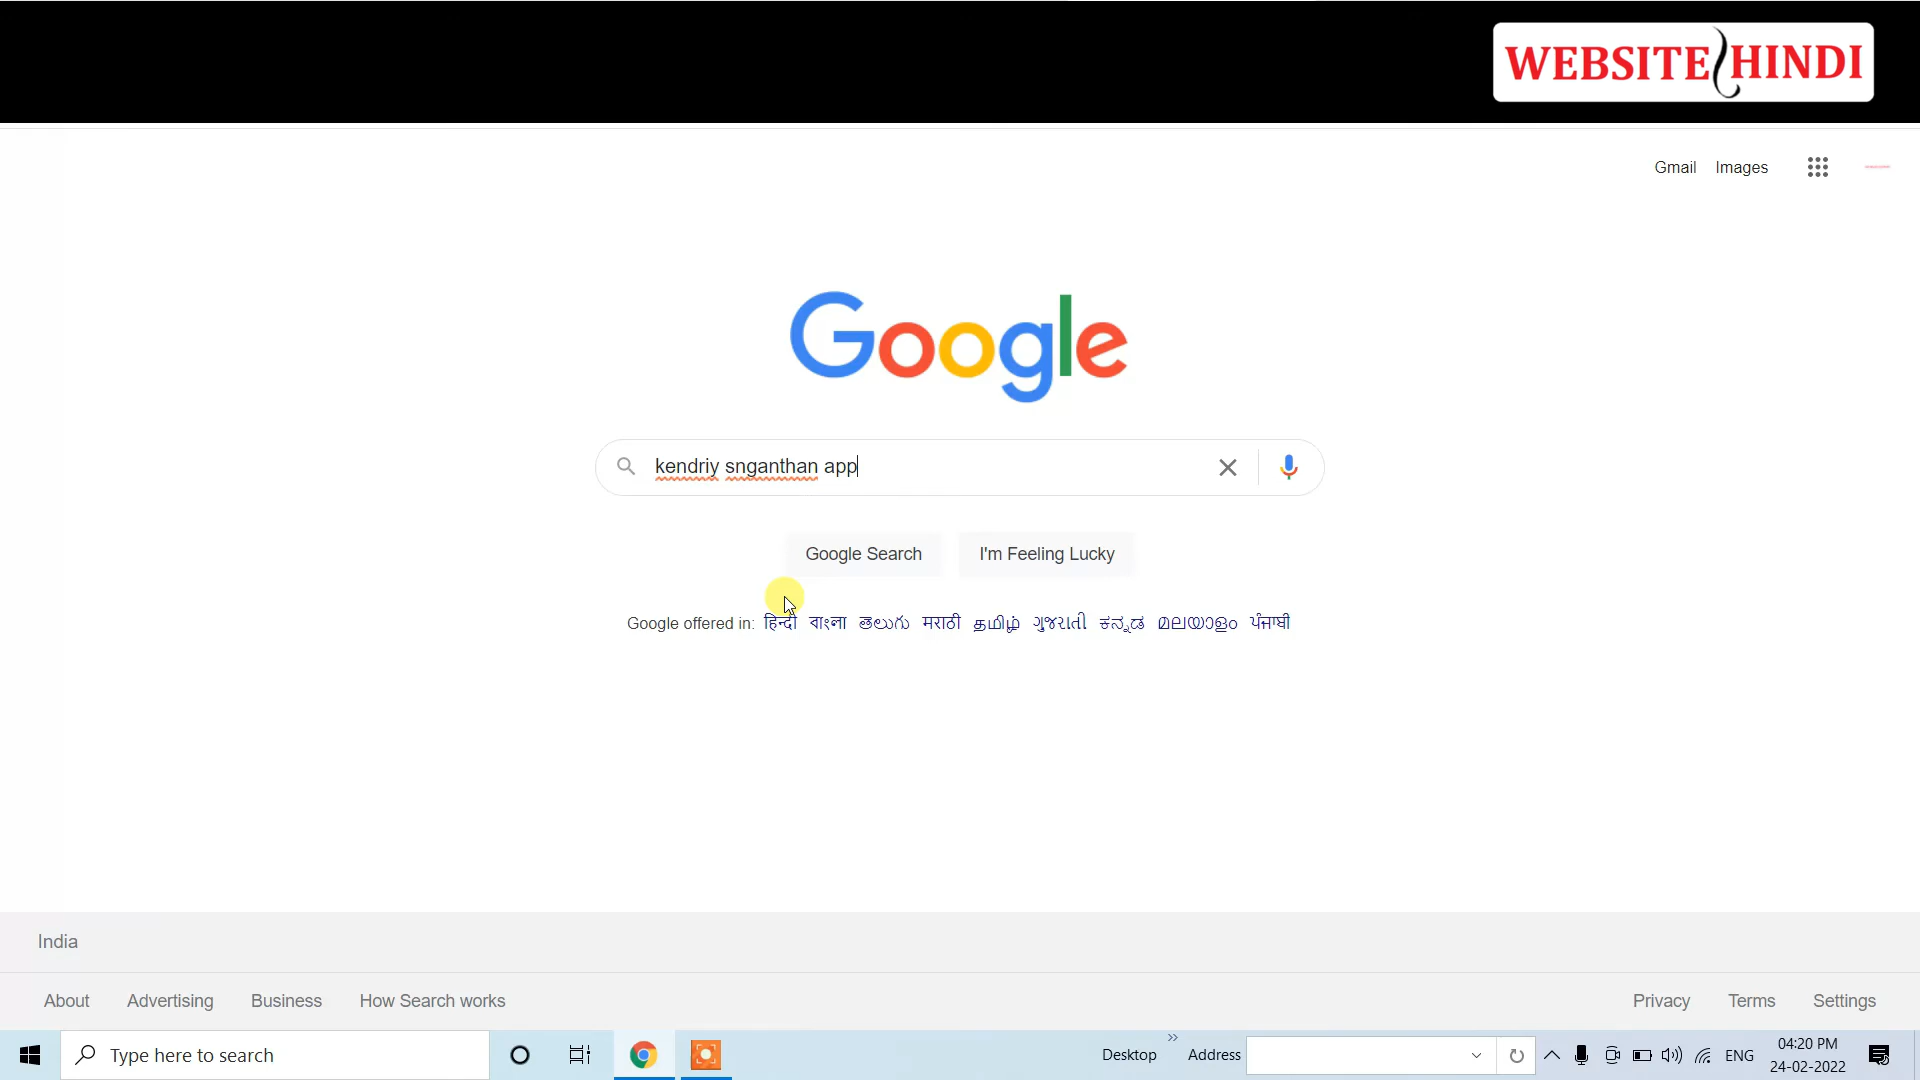 WEBSITE HINDI
Gmail Images
Google
kendriy snganthan app
Google Search I'm Feeling Lucky
Google offered in: हिन्दी বাংলা తెలుగు मराठी தமிழ் ગુજરાતી ಕನ್ನಡ മലയാളം ਪੰਜਾਬੀ
India
About Advertising Business How Search works Privacy Terms Settings
Type here to search Desktop Address ENG 04:20 PM
24-02-2022